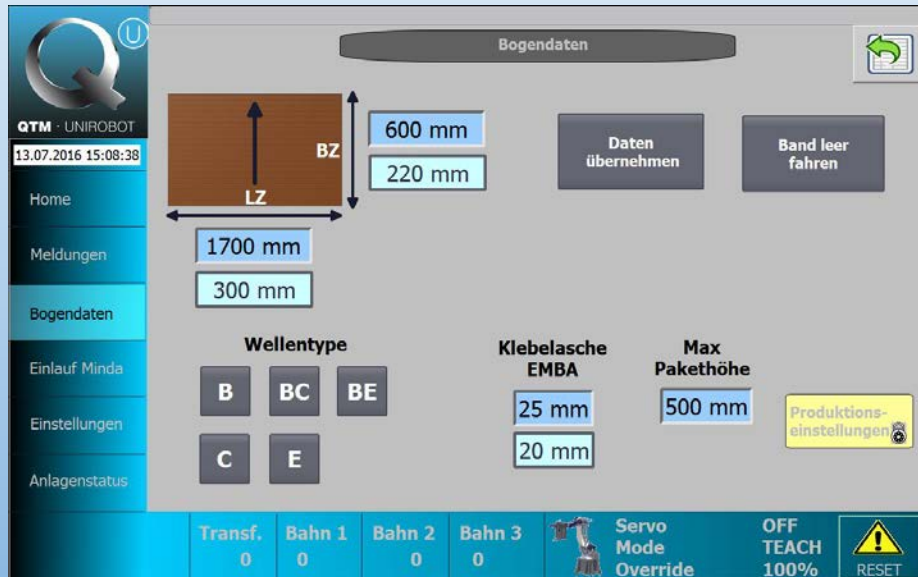 U
QTM · UNIROBOT
13.07.2016 15:08:38
Home
Meldungen
Bogendaten
Einlauf Minda
Einstellungen
Anlagenstatus
Bogendaten
BZ
LZ
600 mm
220 mm
Daten
übernehmen
Band leer
fahren
1700 mm
300 mm
Wellentype
B
BC
BE
C
E
Klebelasche
EMBA
25 mm
20 mm
Max
Pakethöhe
500 mm
Produktions-
einstellungen
Transf.
0
Bahn 1
0
Bahn 2
0
Bahn 3
0
Servo OFF
Mode TEACH
Override 100%
RESET